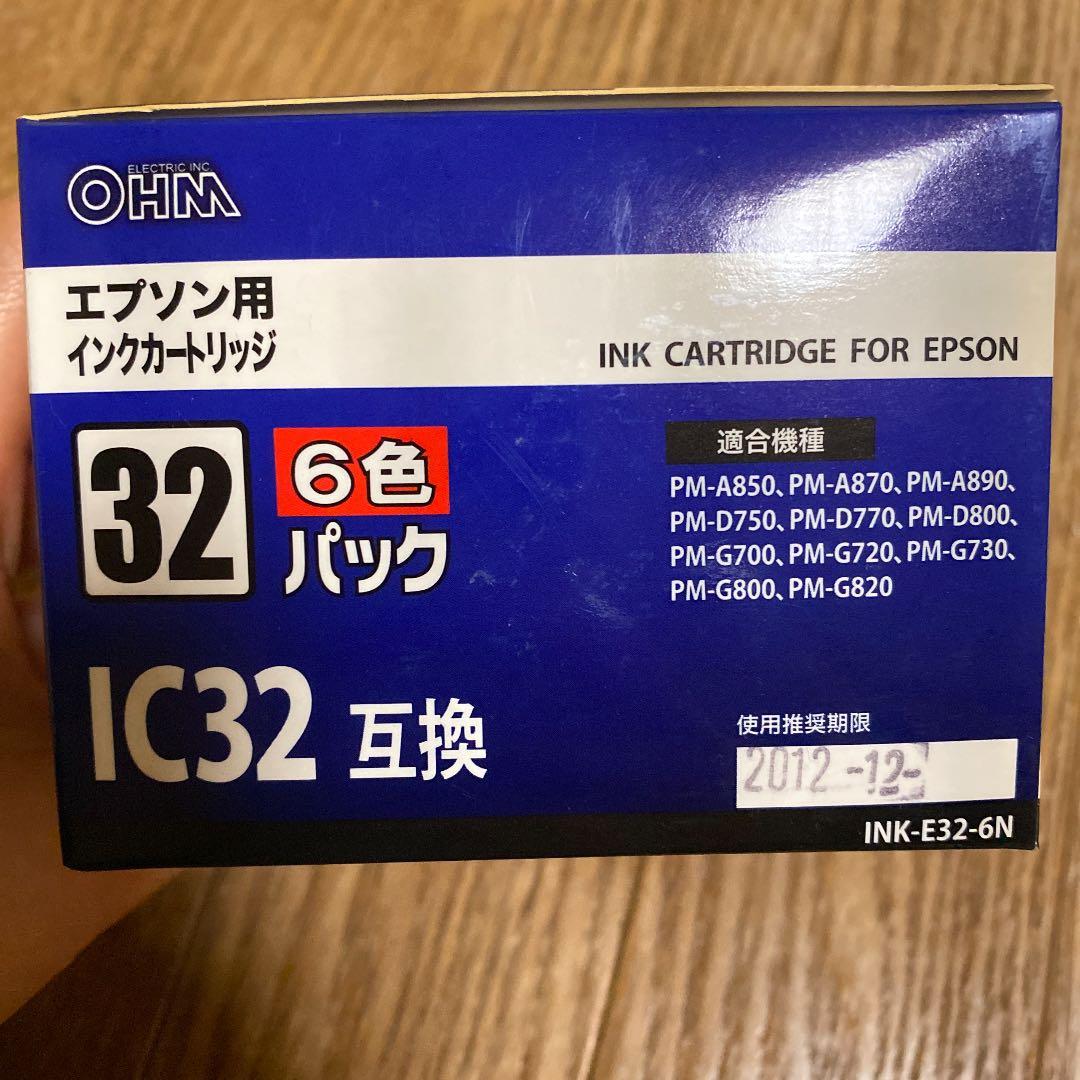 ELECTRIC INC.
OHM
エプソン用
インクカートリッジ
INK CARTRIDGE FOR EPSON
32
6色
パック
適合機種
PM-A850、PM-A870、PM-A890、
PM-D750、PM-D770、PM-D800、
PM-G700、PM-G720、PM-G730、
PM-G800、PM-G820
IC32 互換
使用推奨期限
2012 -12-
INK-E32-6N